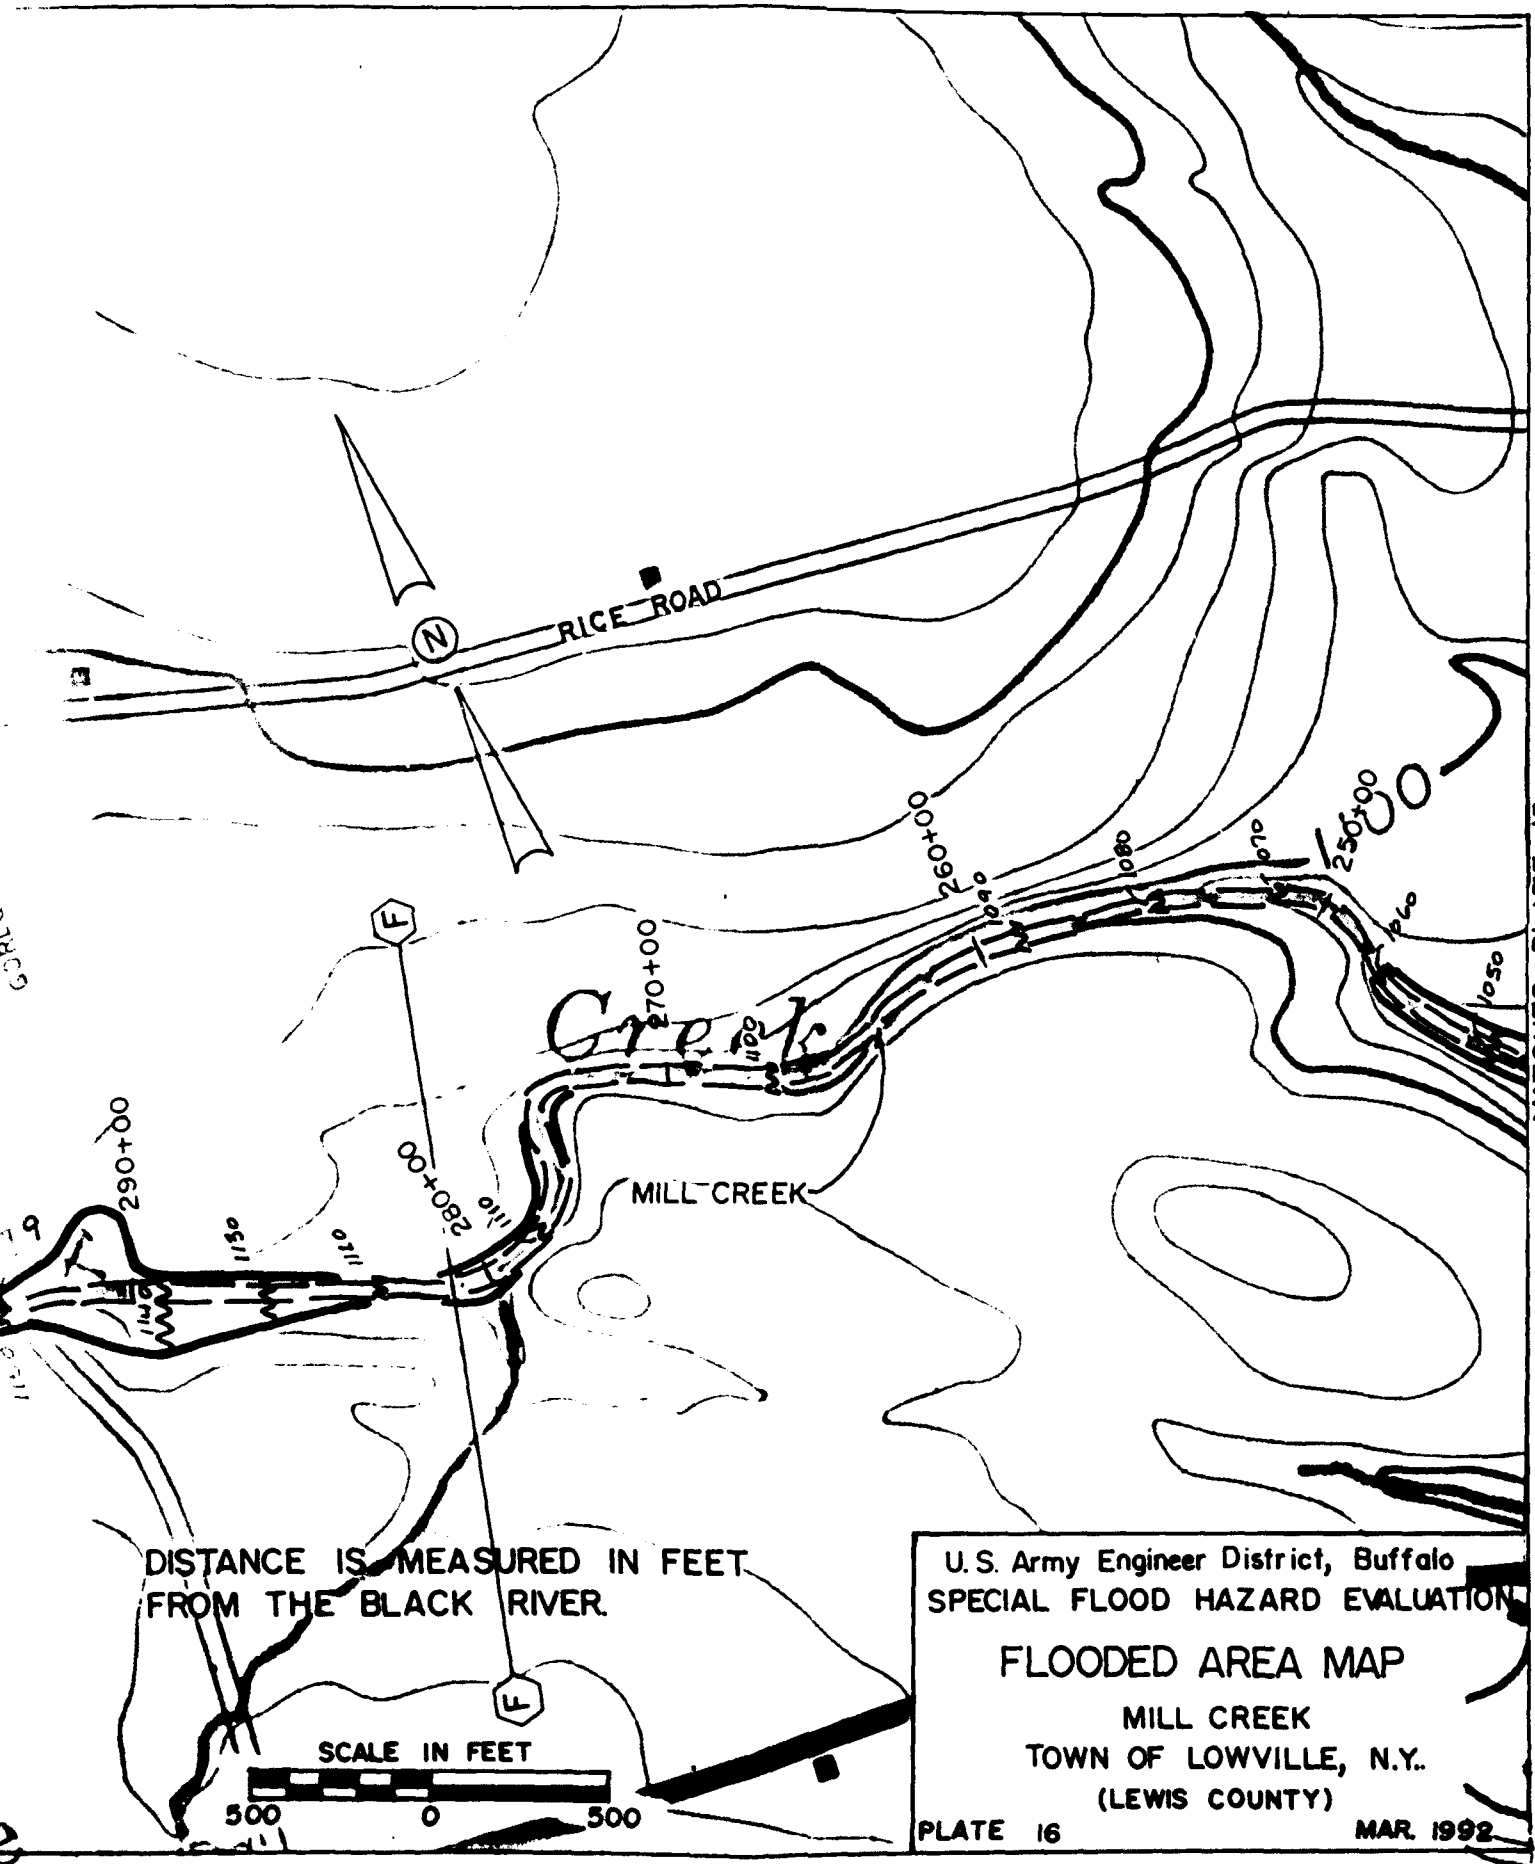 RICE ROAD
N
260+00
1090
1080
1070
250+00
1060
1050
F
270+00
Creek
1100
290+00
280+00
1110
MILL CREEK
1130
1120
1140
DISTANCE IS MEASURED IN FEET
FROM THE BLACK RIVER.
F
SCALE IN FEET
500 0 500
U.S. Army Engineer District, Buffalo
SPECIAL FLOOD HAZARD EVALUATION
FLOODED AREA MAP
MILL CREEK
TOWN OF LOWVILLE, N.Y.
(LEWIS COUNTY)
PLATE 16 MAR. 1992